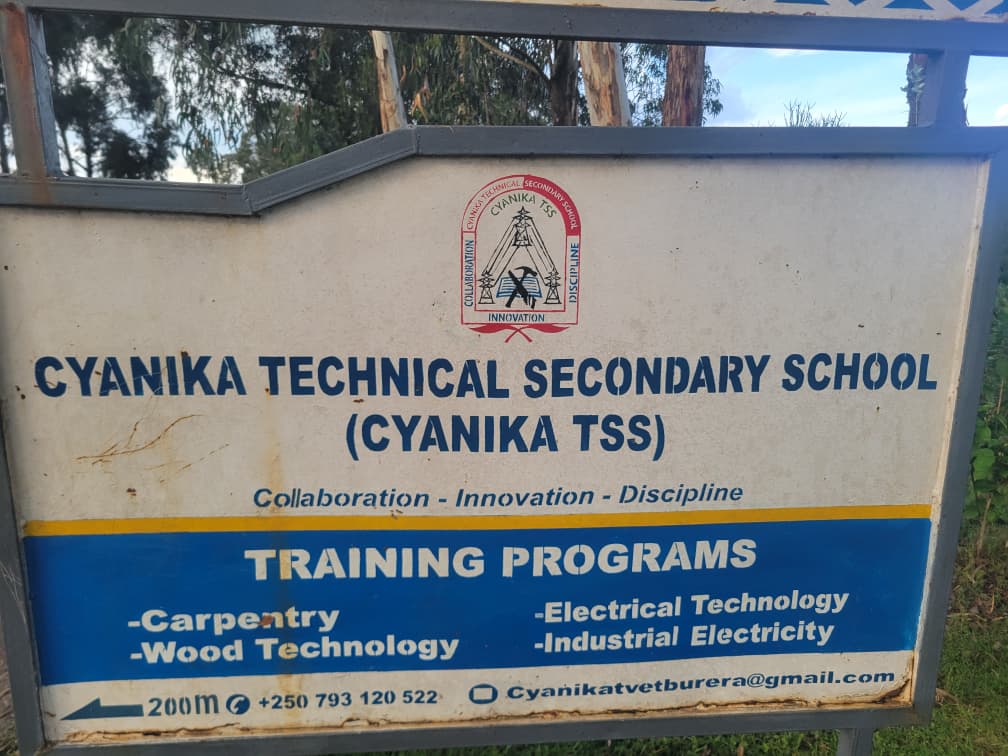 CYANIKA TECHNICAL SECONDARY SCHOOL
CYANIKA TSS
COLLABORATION
DISCIPLINE
INNOVATION
CYANIKA TECHNICAL SECONDARY SCHOOL
(CYANIKA TSS)
Collaboration - Innovation - Discipline
TRAINING PROGRAMS
-Carpentry
-Wood Technology
-Electrical Technology
-Industrial Electricity
200m +250 793 120 522 Cyanikatvetburera@gmail.com